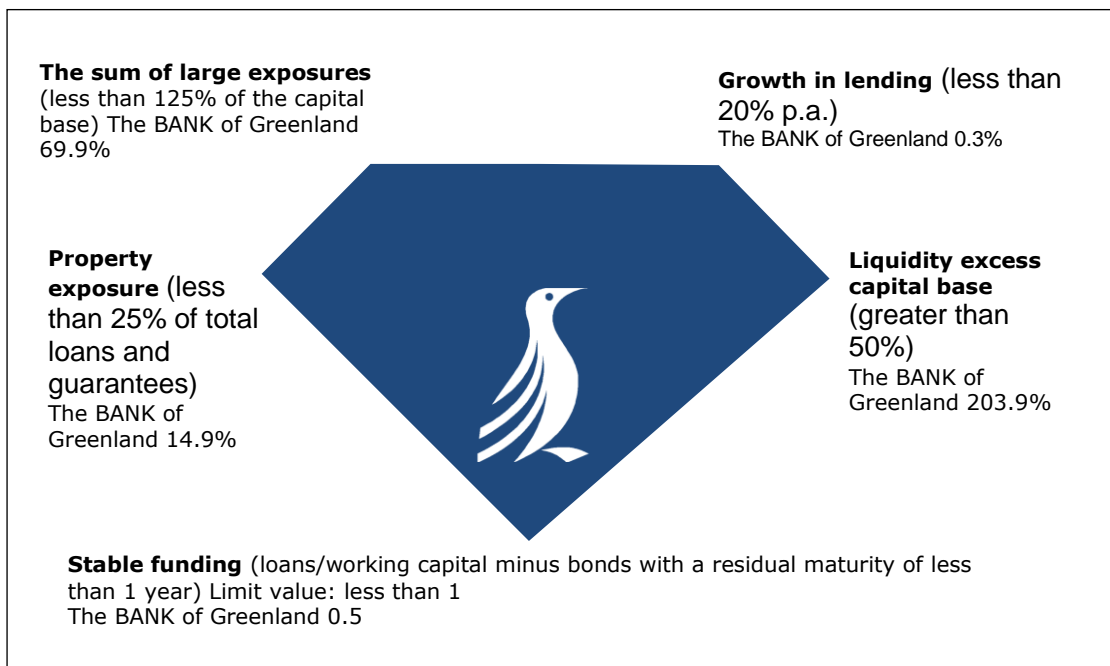 The sum of large exposures
(less than 125% of the capital
base) The BANK of Greenland
69.9%
Growth in lending (less than
20% p.a.)
The BANK of Greenland 0.3%
Property
exposure (less
than 25% of total
loans and
guarantees)
The BANK of
Greenland 14.9%
Liquidity excess
capital base
(greater than
50%)
The BANK of
Greenland 203.9%
Stable funding (loans/working capital minus bonds with a residual maturity of less
than 1 year) Limit value: less than 1
The BANK of Greenland 0.5